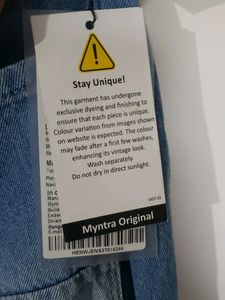 Stay Unique!
This garment has undergone
exclusive dyeing and finishing to
ensure that each piece is unique.
Colour variation from images shown
on website is expected. The colour
may fade after a first few washes,
enhancing its vintage look.
Wash separately.
Do not dry in direct sunlight.
Myntra Original
HENWJENS37816244